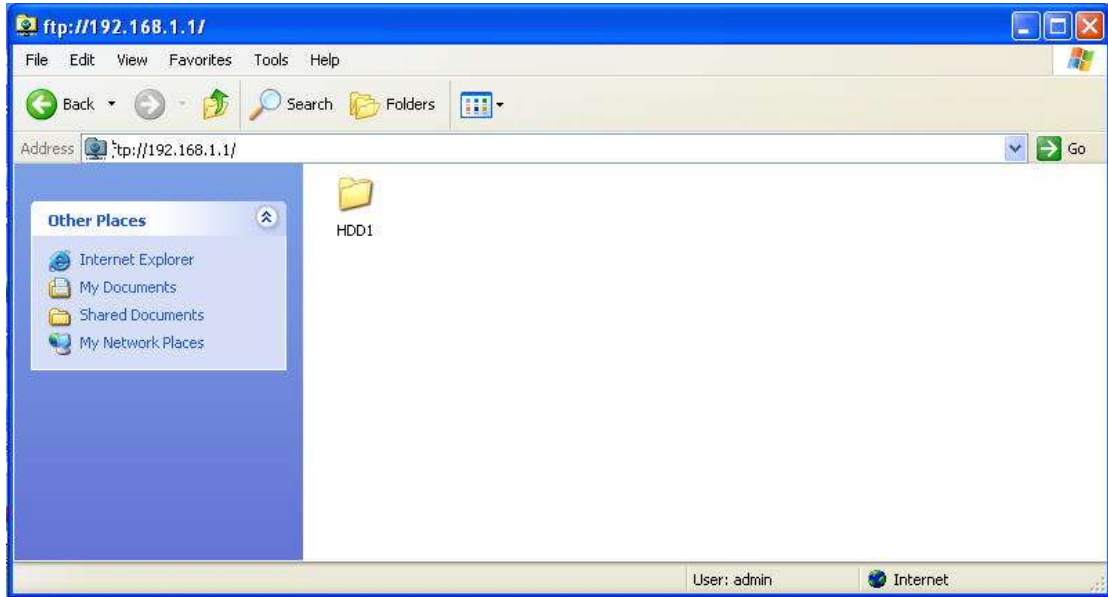 ftp://192.168.1.1/
File Edit View Favorites Tools Help
Back Search Folders
Address tp://192.168.1.1/ Go
Other Places
Internet Explorer
My Documents
Shared Documents
My Network Places
HDD1
User: admin Internet